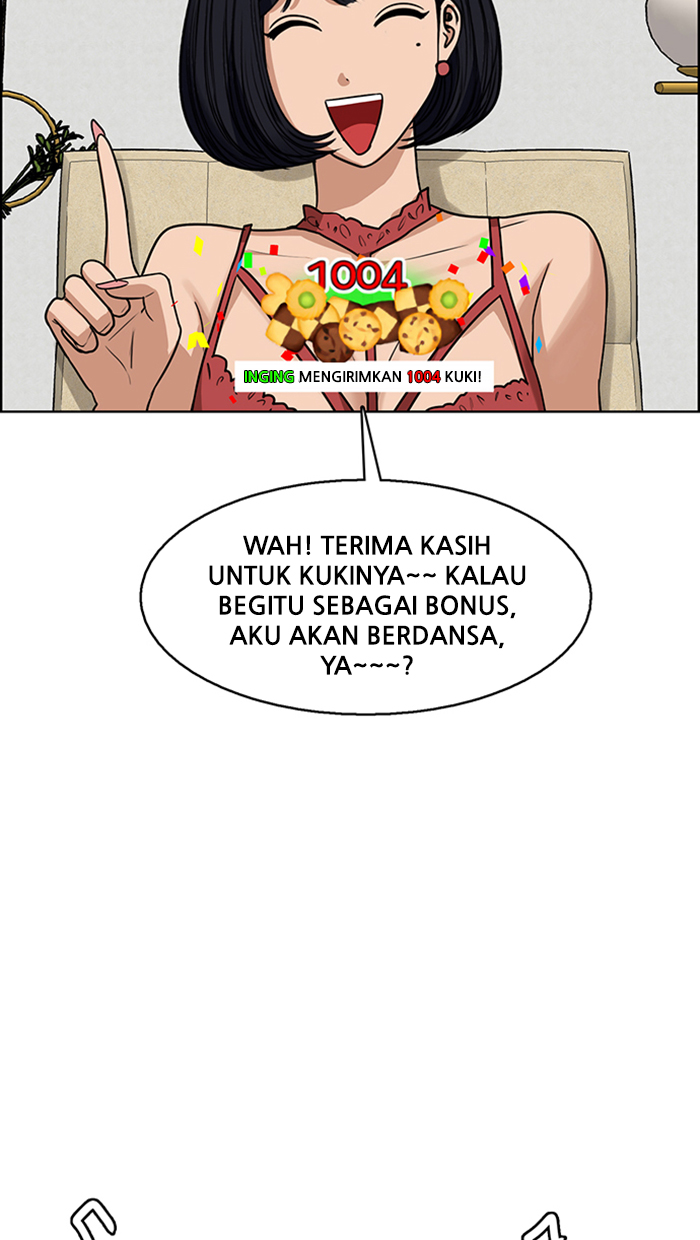 1004
INGING MENGIRIMKAN 1004 KUKI!
WAH! TERIMA KASIH
UNTUK KUKINYA~~ KALAU
BEGITU SEBAGAI BONUS,
AKU AKAN BERDANSA,
YA~~~?